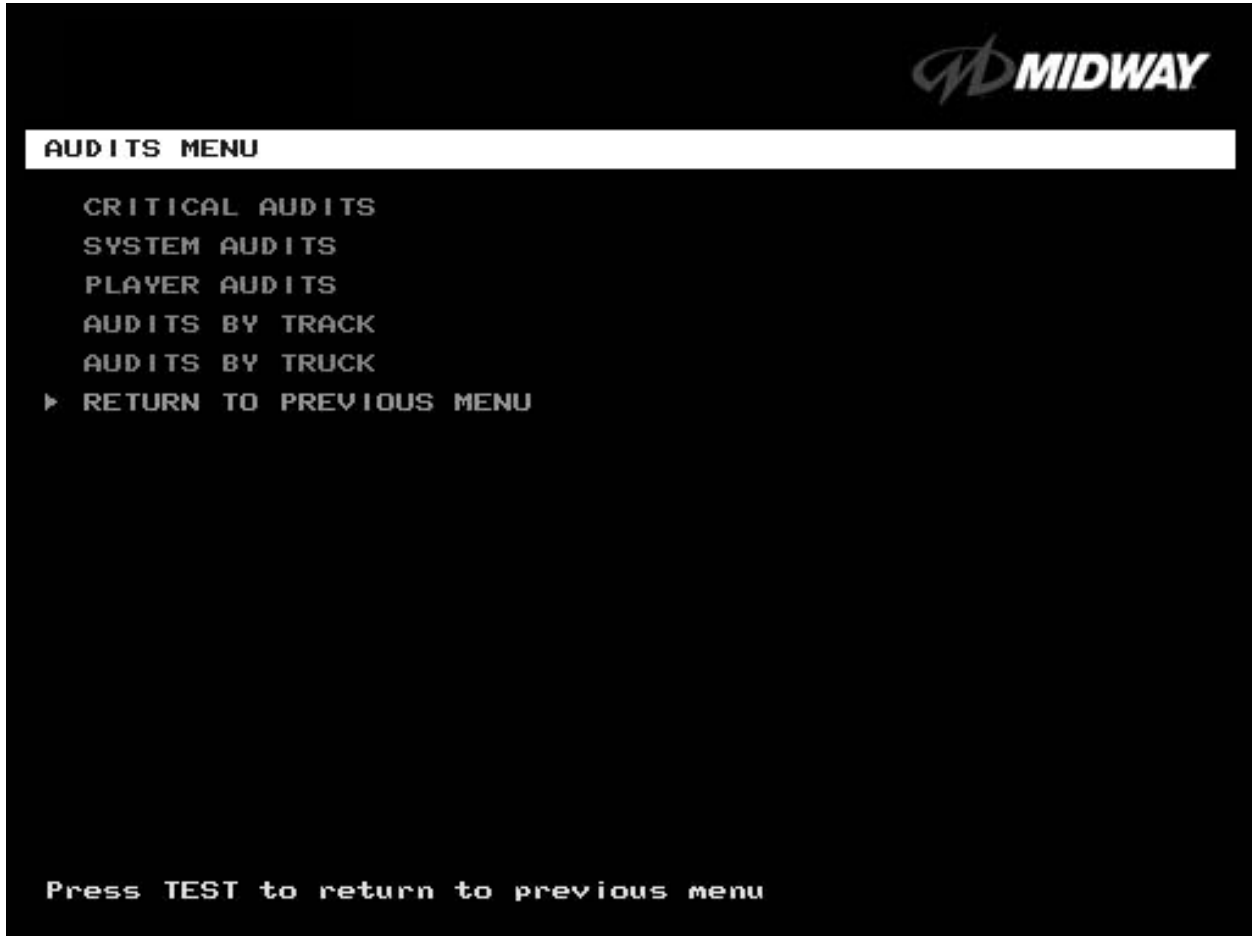 MIDWAY
AUDITS MENU
CRITICAL AUDITS
SYSTEM AUDITS
PLAYER AUDITS
AUDITS BY TRACK
AUDITS BY TRUCK
RETURN TO PREVIOUS MENU
Press TEST to return to previous menu